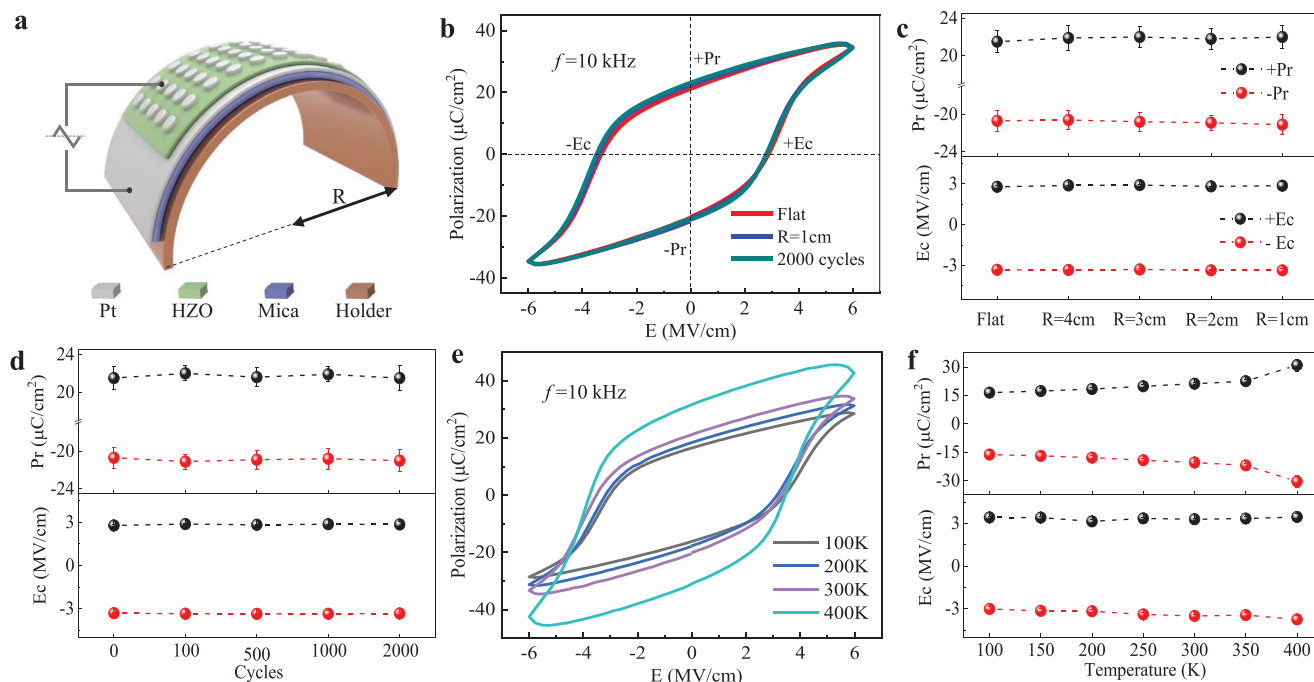 a
R
Pt HZO Mica Holder
b
f=10 kHz
+Pr
-Ec
+Ec
-Pr
Flat
R=1cm
2000 cycles
Polarization (μC/cm²)
40
20
0
-20
-40
-6 -4 -2 0 2 4 6
E (MV/cm)
c
Pr (μC/cm²)
24
20
-20
-24
+Pr
-Pr
Ec (MV/cm)
3
0
-3
+Ec
- Ec
Flat R=4cm R=3cm R=2cm R=1cm
d
Pr (μC/cm²)
24
20
-20
-24
Ec (MV/cm)
3
0
-3
0 100 500 1000 2000
Cycles
e
f=10 kHz
Polarization (μC/cm²)
40
20
0
-20
-40
100K
200K
300K
400K
-6 -4 -2 0 2 4 6
E (MV/cm)
f
Pr (μC/cm²)
30
15
0
-15
-30
Ec (MV/cm)
3
0
-3
100 150 200 250 300 350 400
Temperature (K)